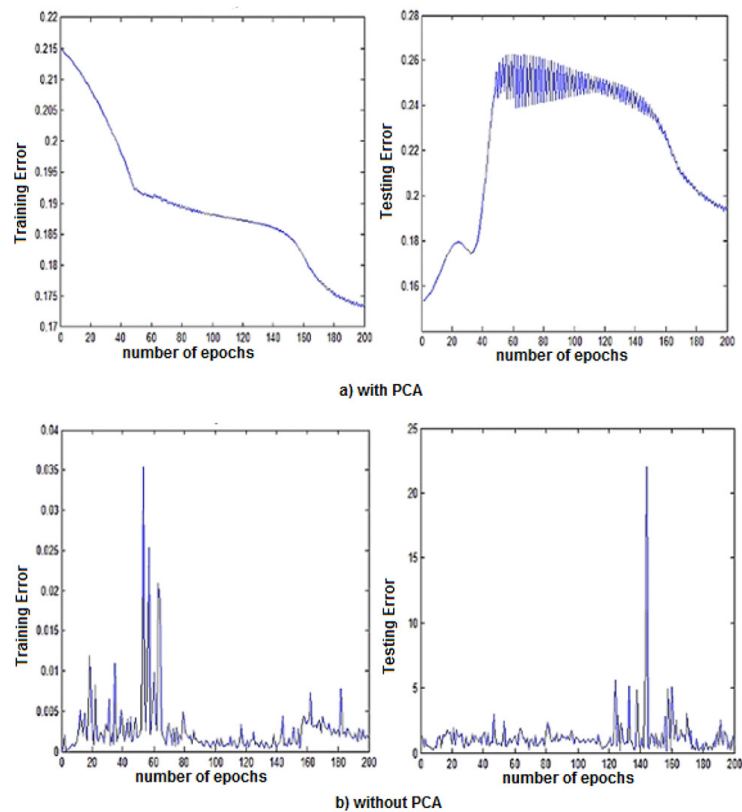 0.22
0.215
0.21
0.205
0.2
0.195
0.19
0.185
0.18
0.175
0.17
0 20 40 60 80 100 120 140 160 180 200
Training Error
number of epochs
0.28
0.26
0.24
0.22
0.2
0.18
0.16
0 20 40 60 80 100 120 140 160 180 200
Testing Error
number of epochs
a) with PCA
0.04
0.035
0.03
0.025
0.02
0.015
0.01
0.005
0
0 20 40 60 80 100 120 140 160 180 200
Training Error
number of epochs
25
20
15
10
5
0
0 20 40 60 80 100 120 140 160 180 200
Testing Error
number of epochs
b) without PCA